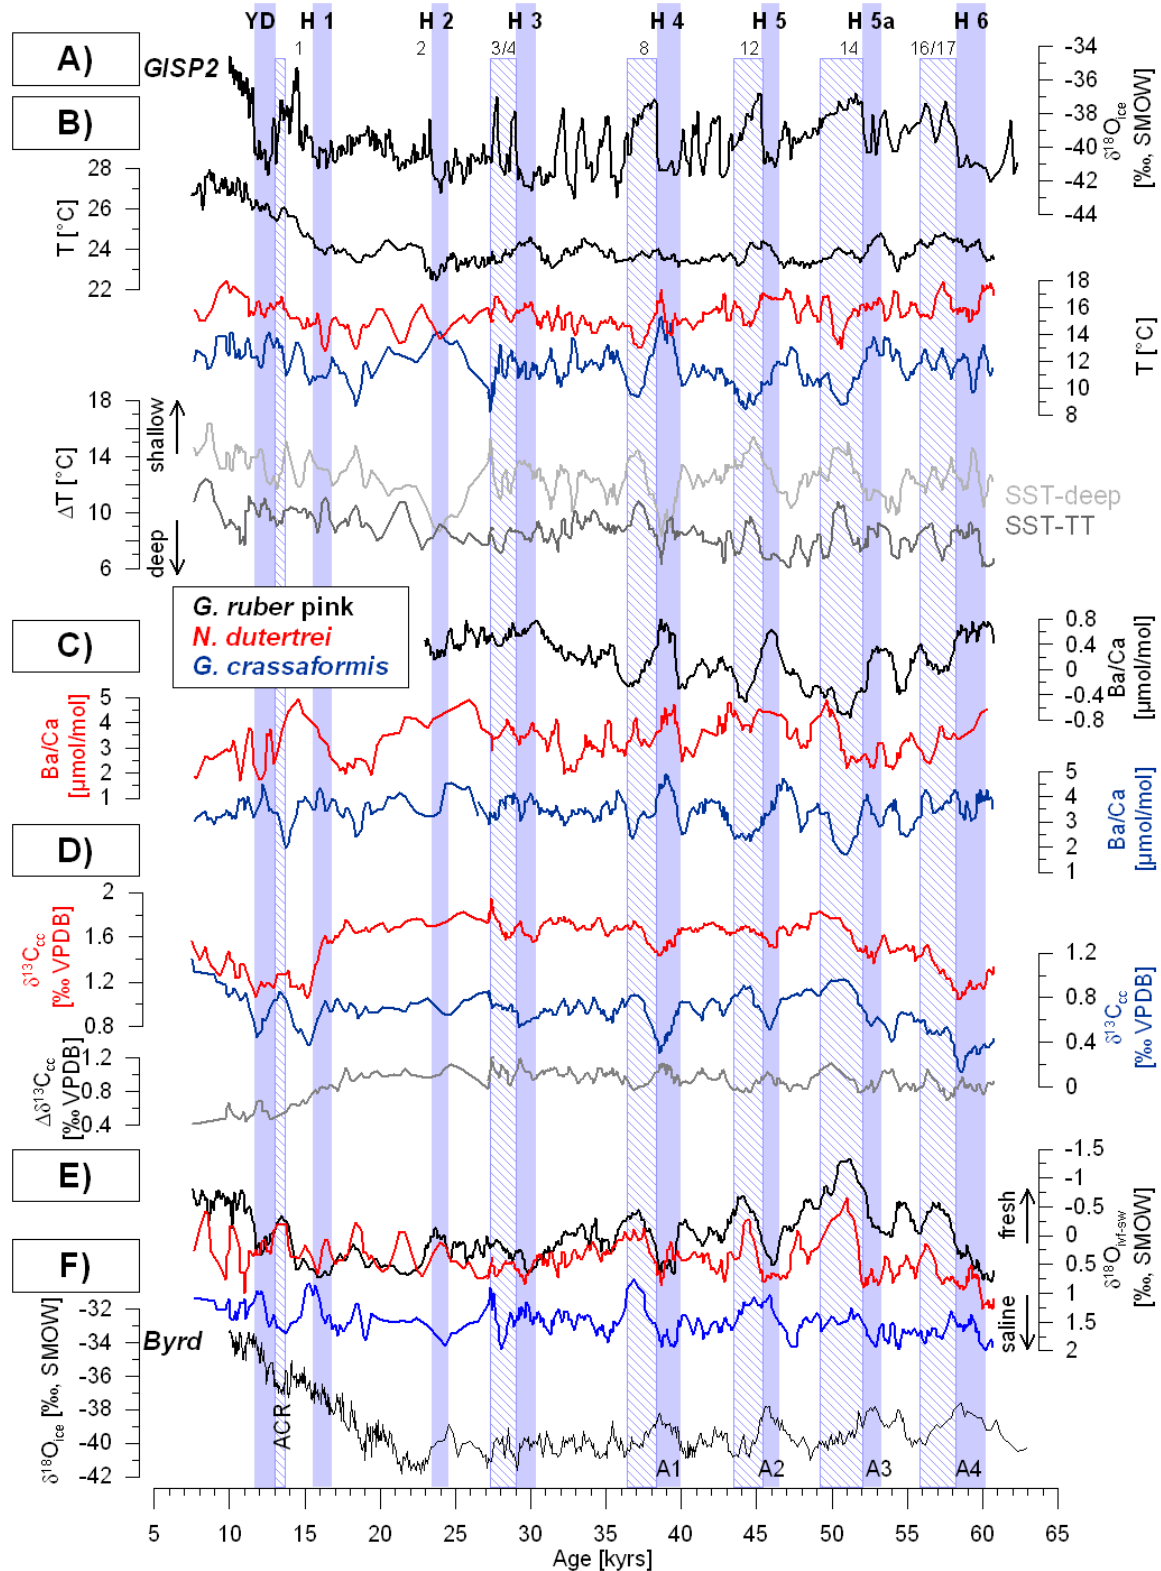 YD H 1 H 2 H 3 H 4 H 5 H 5a H 6
1 2 3/4 8 12 14 16/17
A)
GISP2
-34
-36
-38
-40
-42
-44
δ18Oice
[‰, SMOW]
B)
28
26
24
22
T [°C]
18
16
14
12
10
8
T [°C]
18
14
10
6
ΔT [°C]
shallow
deep
SST-deep
SST-TT
G. ruber pink
N. dutertrei
G. crassaformis
C)
0.8
0.4
0
-0.4
-0.8
Ba/Ca
[µmol/mol]
5
4
3
2
1
Ba/Ca
[µmol/mol]
5
4
3
2
1
Ba/Ca
[µmol/mol]
D)
2
1.6
1.2
0.8
δ13Ccc
[‰ VPDB]
1.2
0.8
0.4
0
δ13Ccc
[‰ VPDB]
1.2
0.8
0.4
Δδ13Ccc
[‰ VPDB]
E)
-1.5
-1
-0.5
0
0.5
1
1.5
2
fresh
saline
δ18Oivf-sw
[‰, SMOW]
F)
Byrd
-32
-34
-36
-38
-40
-42
δ18Oice [‰, SMOW]
ACR
A1 A2 A3 A4
5 10 15 20 25 30 35 40 45 50 55 60 65
Age [kyrs]